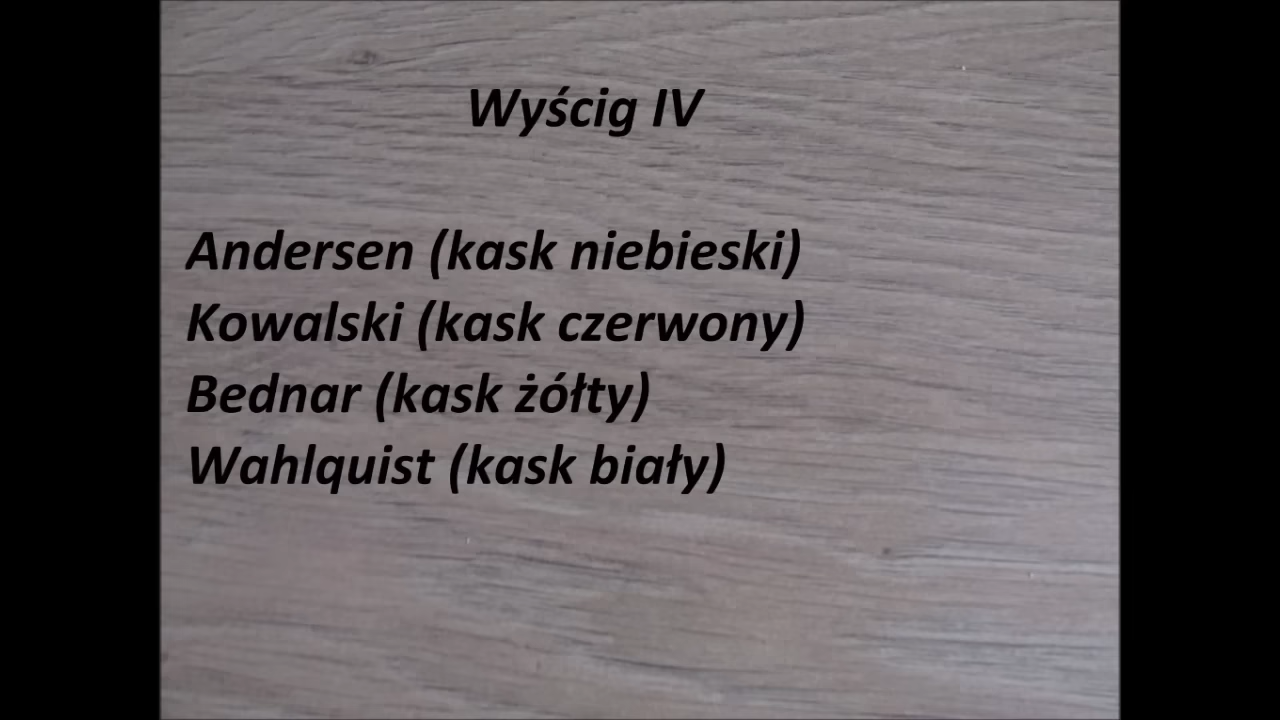 Wyścig IV
Andersen (kask niebieski)
Kowalski (kask czerwony)
Bednar (kask żółty)
Wahlquist (kask biały)